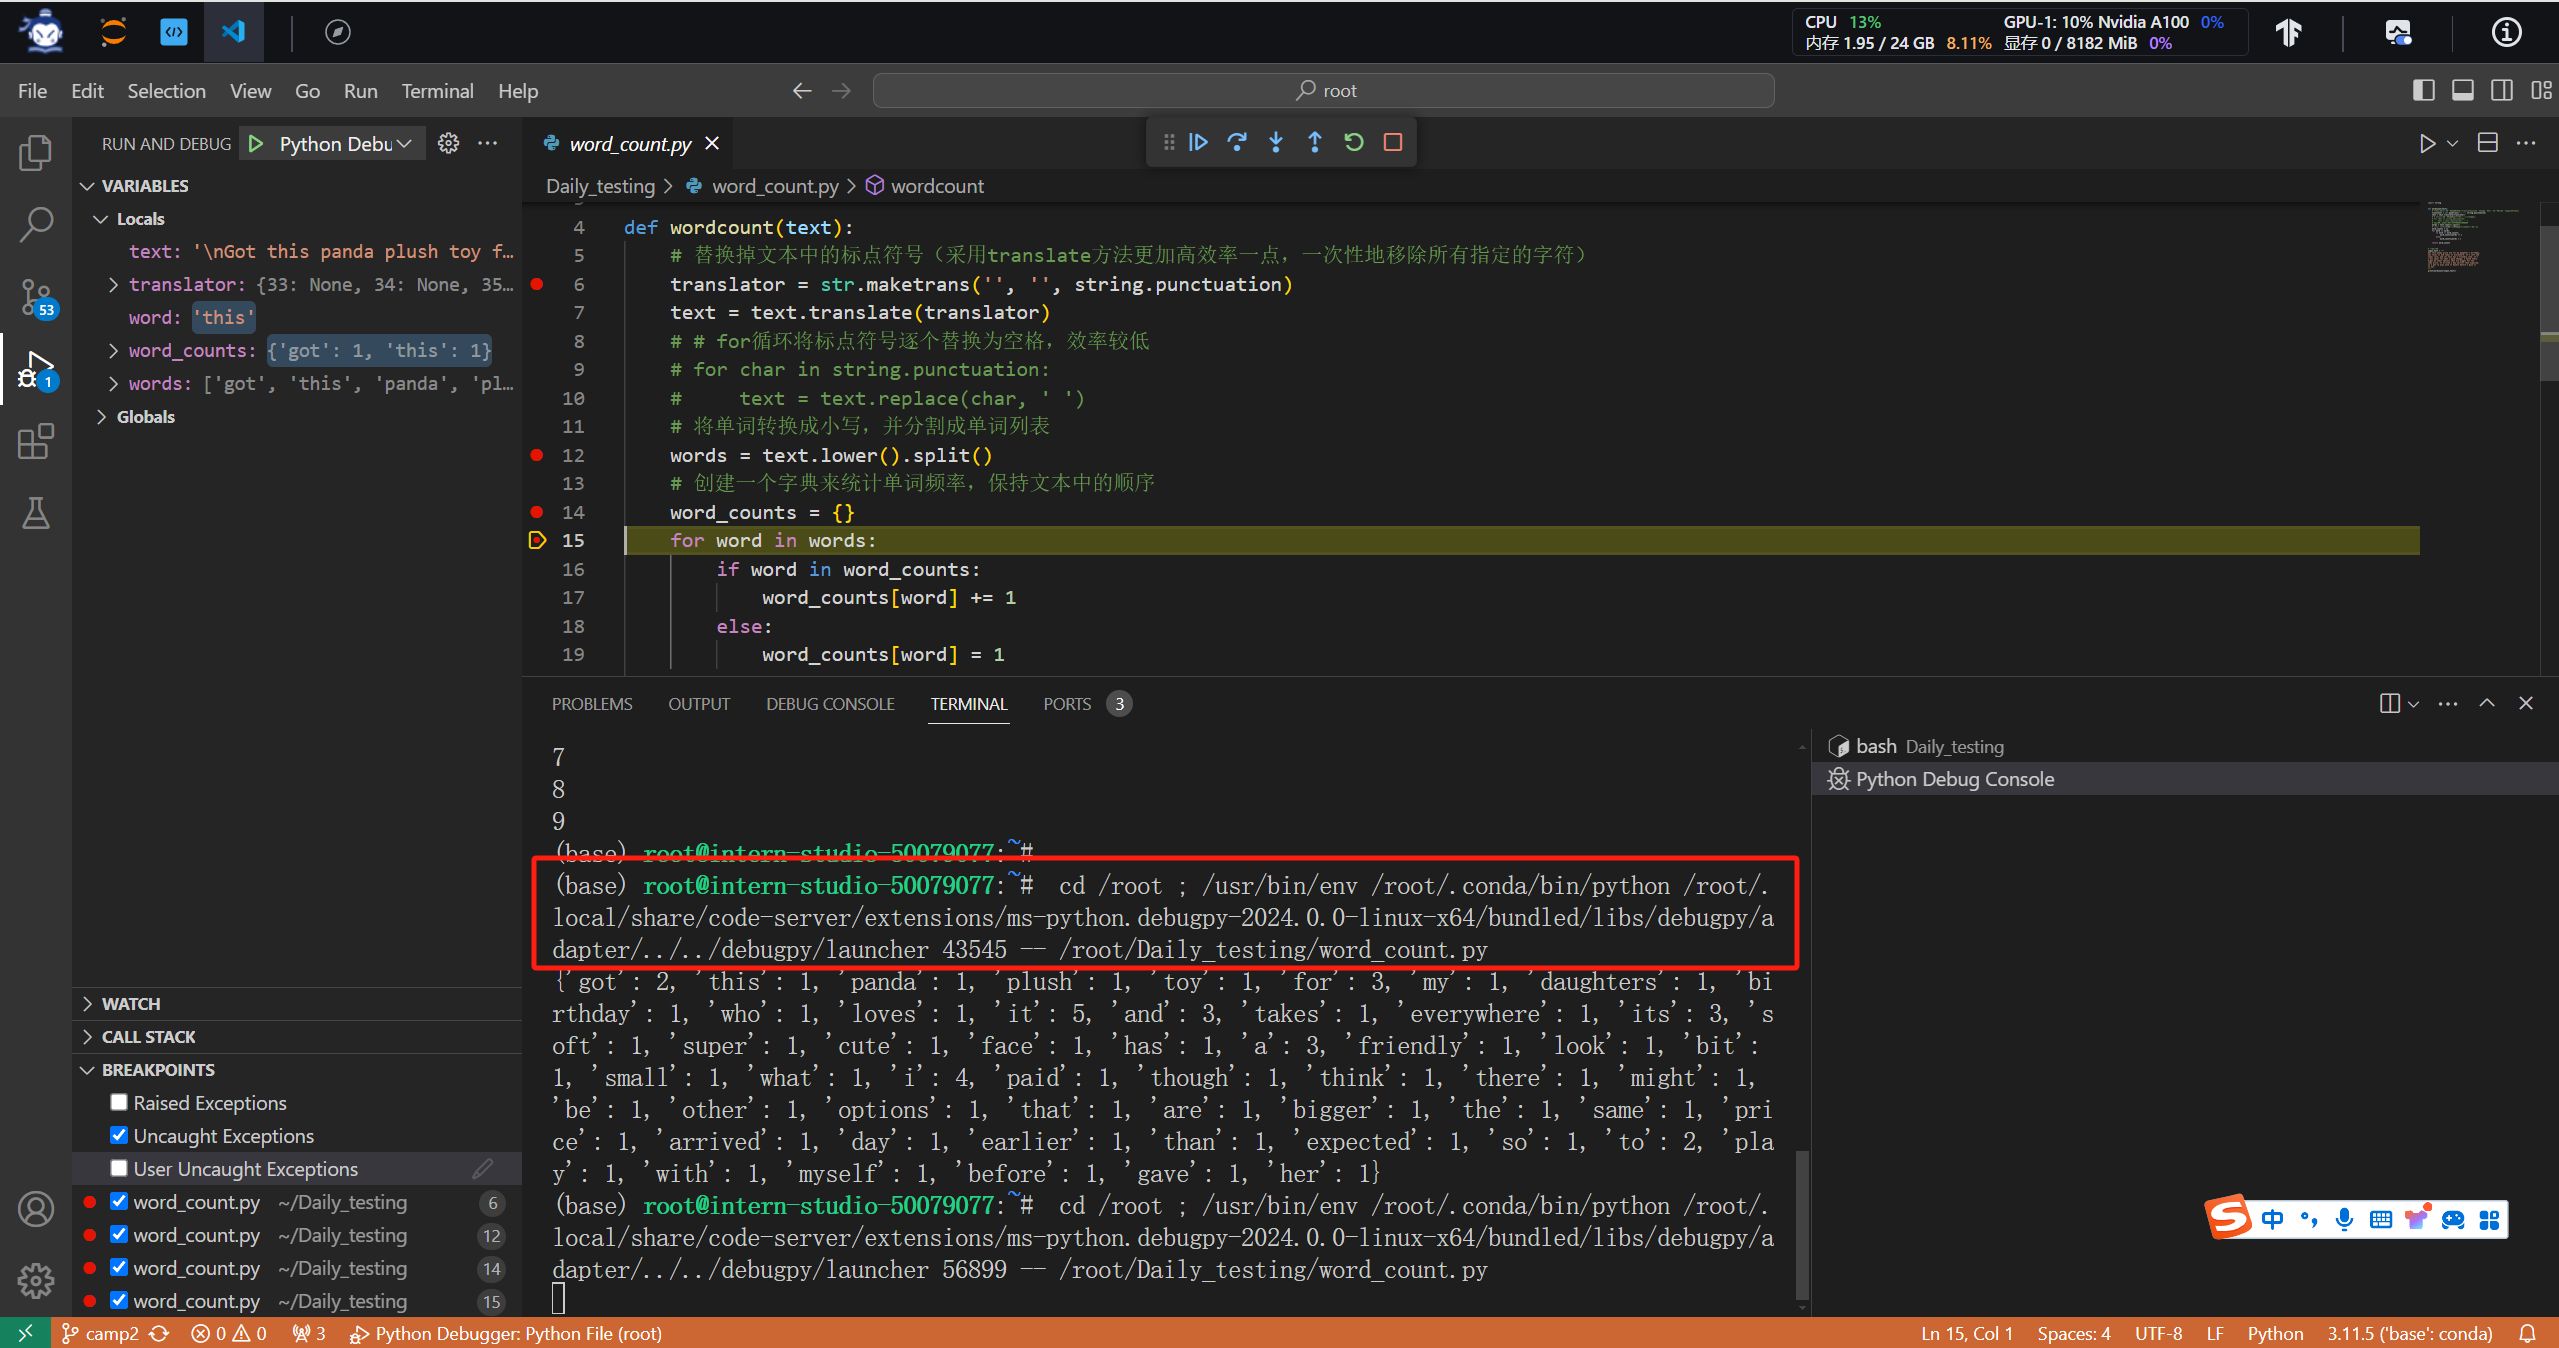 CPU 13%
GPU-1: 10% Nvidia A100 0%
内存 1.95 / 24 GB 8.11%
显存 0 / 8182 MiB 0%
File Edit Selection View Go Run Terminal Help
root
RUN AND DEBUG
Python Debu
word_count.py
VARIABLES
Locals
text: '\nGot this panda plush toy f…
translator: {33: None, 34: None, 35…
word: 'this'
word_counts: {'got': 1, 'this': 1}
words: ['got', 'this', 'panda', 'pl…
Globals
Daily_testing > word_count.py > wordcount
4 def wordcount(text):
5 # 替换掉文本中的标点符号（采用translate方法更加高效率一点，一次性地移除所有指定的字符）
6 translator = str.maketrans('', '', string.punctuation)
7 text = text.translate(translator)
8 # # for循环将标点符号逐个替换为空格，效率较低
9 # for char in string.punctuation:
10 #     text = text.replace(char, ' ')
11 # 将单词转换成小写，并分割成单词列表
12 words = text.lower().split()
13 # 创建一个字典来统计单词频率，保持文本中的顺序
14 word_counts = {}
15 for word in words:
16 if word in word_counts:
17 word_counts[word] += 1
18 else:
19 word_counts[word] = 1
PROBLEMS OUTPUT DEBUG CONSOLE TERMINAL PORTS 3
7
8
9
(base) root@intern-studio-50079077:~#
(base) root@intern-studio-50079077:~#  cd /root ; /usr/bin/env /root/.conda/bin/python /root/.
local/share/code-server/extensions/ms-python.debugpy-2024.0.0-linux-x64/bundled/libs/debugpy/a
dapter/../../debugpy/launcher 43545 -- /root/Daily_testing/word_count.py
{'got': 2, 'this': 1, 'panda': 1, 'plush': 1, 'toy': 1, 'for': 3, 'my': 1, 'daughters': 1, 'bi
rthday': 1, 'who': 1, 'loves': 1, 'it': 5, 'and': 3, 'takes': 1, 'everywhere': 1, 'its': 3, 's
oft': 1, 'super': 1, 'cute': 1, 'face': 1, 'has': 1, 'a': 3, 'friendly': 1, 'look': 1, 'bit':
1, 'small': 1, 'what': 1, 'i': 4, 'paid': 1, 'though': 1, 'think': 1, 'there': 1, 'might': 1,
'be': 1, 'other': 1, 'options': 1, 'that': 1, 'are': 1, 'bigger': 1, 'the': 1, 'same': 1, 'pri
ce': 1, 'arrived': 1, 'day': 1, 'earlier': 1, 'than': 1, 'expected': 1, 'so': 1, 'to': 2, 'pla
y': 1, 'with': 1, 'myself': 1, 'before': 1, 'gave': 1, 'her': 1}
(base) root@intern-studio-50079077:~#  cd /root ; /usr/bin/env /root/.conda/bin/python /root/.
local/share/code-server/extensions/ms-python.debugpy-2024.0.0-linux-x64/bundled/libs/debugpy/a
dapter/../../debugpy/launcher 56899 -- /root/Daily_testing/word_count.py
bash Daily_testing
Python Debug Console
53
1
WATCH
CALL STACK
BREAKPOINTS
Raised Exceptions
Uncaught Exceptions
User Uncaught Exceptions
word_count.py ~/Daily_testing 6
word_count.py ~/Daily_testing 12
word_count.py ~/Daily_testing 14
word_count.py ~/Daily_testing 15
S 中
camp2 0 0 3 Python Debugger: Python File (root)
Ln 15, Col 1 Spaces: 4 UTF-8 LF Python 3.11.5 ('base': conda)